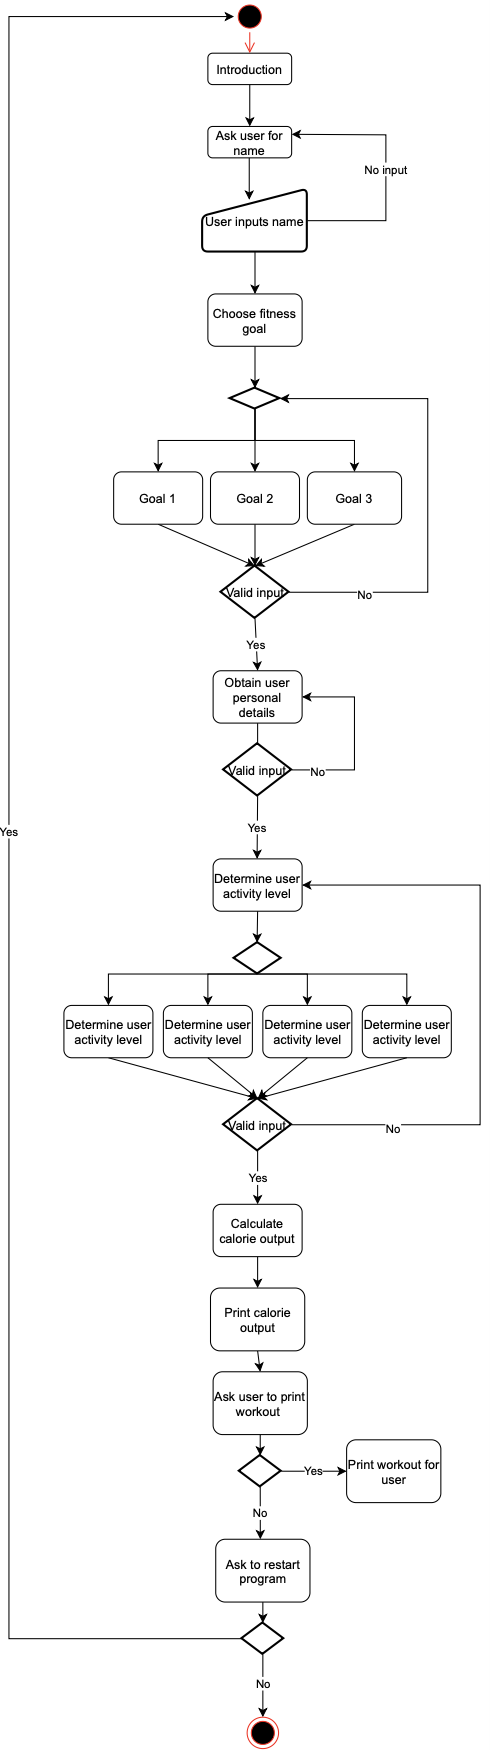 Introduction
Ask user for
name
No input
User inputs name
Choose fitness
goal
Goal 1
Goal 2
Goal 3
Valid input
No
Yes
Obtain user
personal
details
Valid input
No
Yes
Yes
Determine user
activity level
Determine user
activity level
Determine user
activity level
Determine user
activity level
Determine user
activity level
Valid input
No
Yes
Calculate
calorie output
Print calorie
output
Ask user to print
workout
Yes
Print workout for
user
No
Ask to restart
program
No